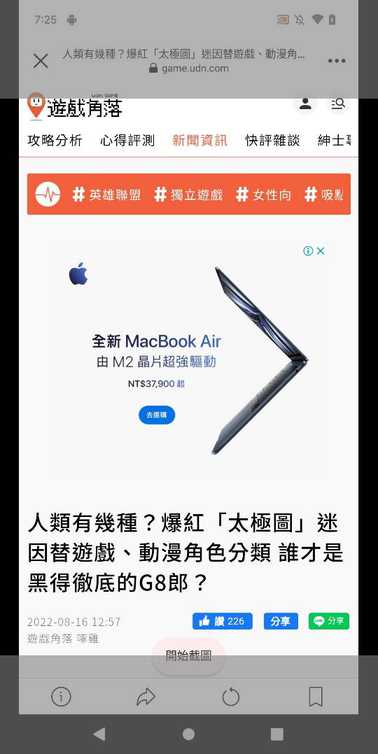 7:25
人類有幾種？爆紅「太極圖」迷因替遊戲、動漫角...
game.udn.com
udn GAME
遊戲角落
攻略分析 心得評測 新聞資訊 快評雜談 紳士
# 英雄聯盟 # 獨立遊戲 # 女性向 # 吸點
全新 MacBook Air
由 M2 晶片超強驅動
NT$37,900 起
去選購
人類有幾種？爆紅「太極圖」迷
因替遊戲、動漫角色分類 誰才是
黑得徹底的G8郎？
2022-08-16 12:57
讚 226 分享 分享
遊戲角落 啄雞
開始截圖